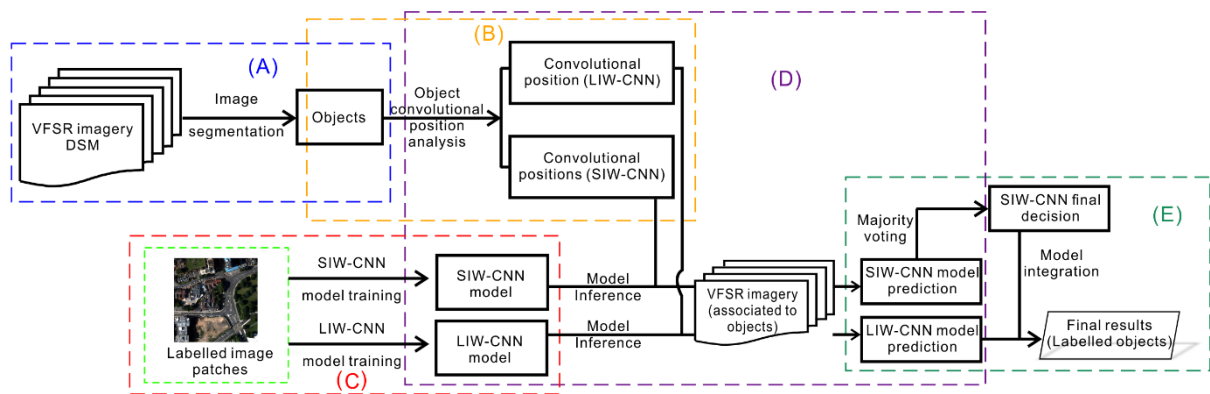 (A)
VFSR imagery
DSM
Image
segmentation
Objects
(B)
Object
convolutional
position
analysis
Convolutional
position (LIW-CNN)
Convolutional
positions (SIW-CNN)
(C)
Labelled image
patches
SIW-CNN
model training
LIW-CNN
model training
SIW-CNN
model
LIW-CNN
model
(D)
Model
Inference
Model
Inference
VFSR imagery
(associated to
objects)
(E)
Majority
voting
SIW-CNN final
decision
SIW-CNN model
prediction
LIW-CNN model
prediction
Model
integration
Final results
(Labelled objects)